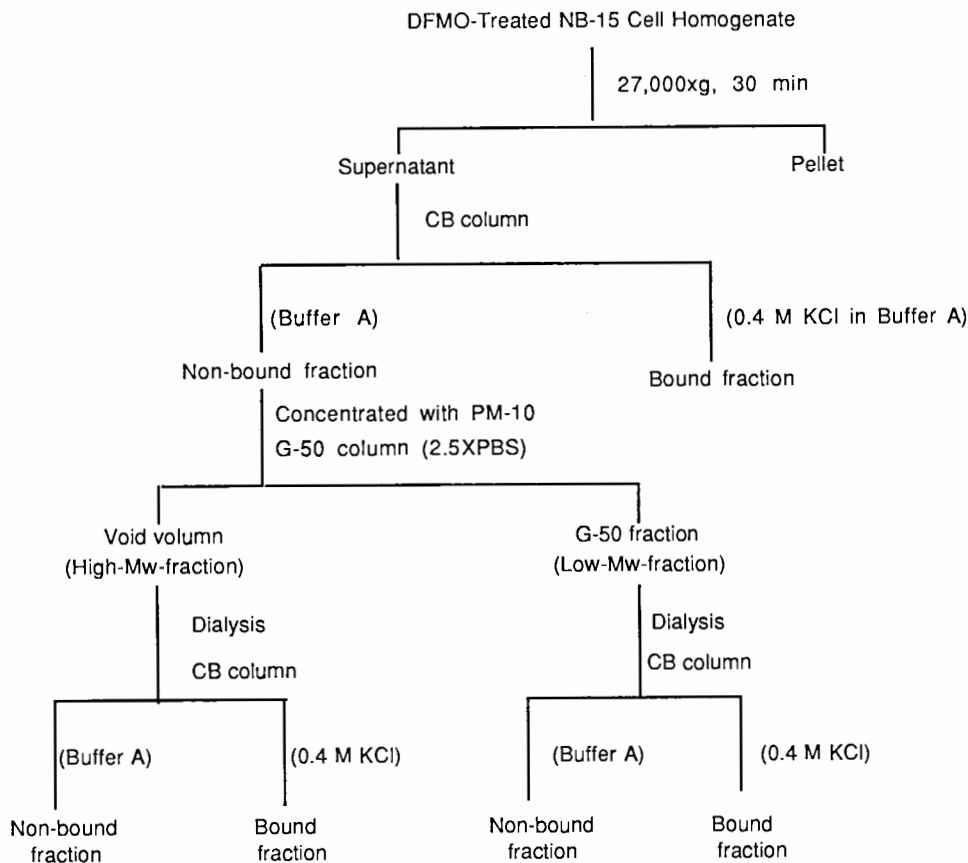 DFMO-Treated NB-15 Cell Homogenate
27,000xg, 30 min
Supernatant
Pellet
CB column
(Buffer A)
(0.4 M KCl in Buffer A)
Non-bound fraction
Bound fraction
Concentrated with PM-10
G-50 column (2.5XPBS)
Void volumn
(High-Mw-fraction)
G-50 fraction
(Low-Mw-fraction)
Dialysis
CB column
Dialysis
CB column
(Buffer A)
(0.4 M KCl)
(Buffer A)
(0.4 M KCl)
Non-bound
fraction
Bound
fraction
Non-bound
fraction
Bound
fraction